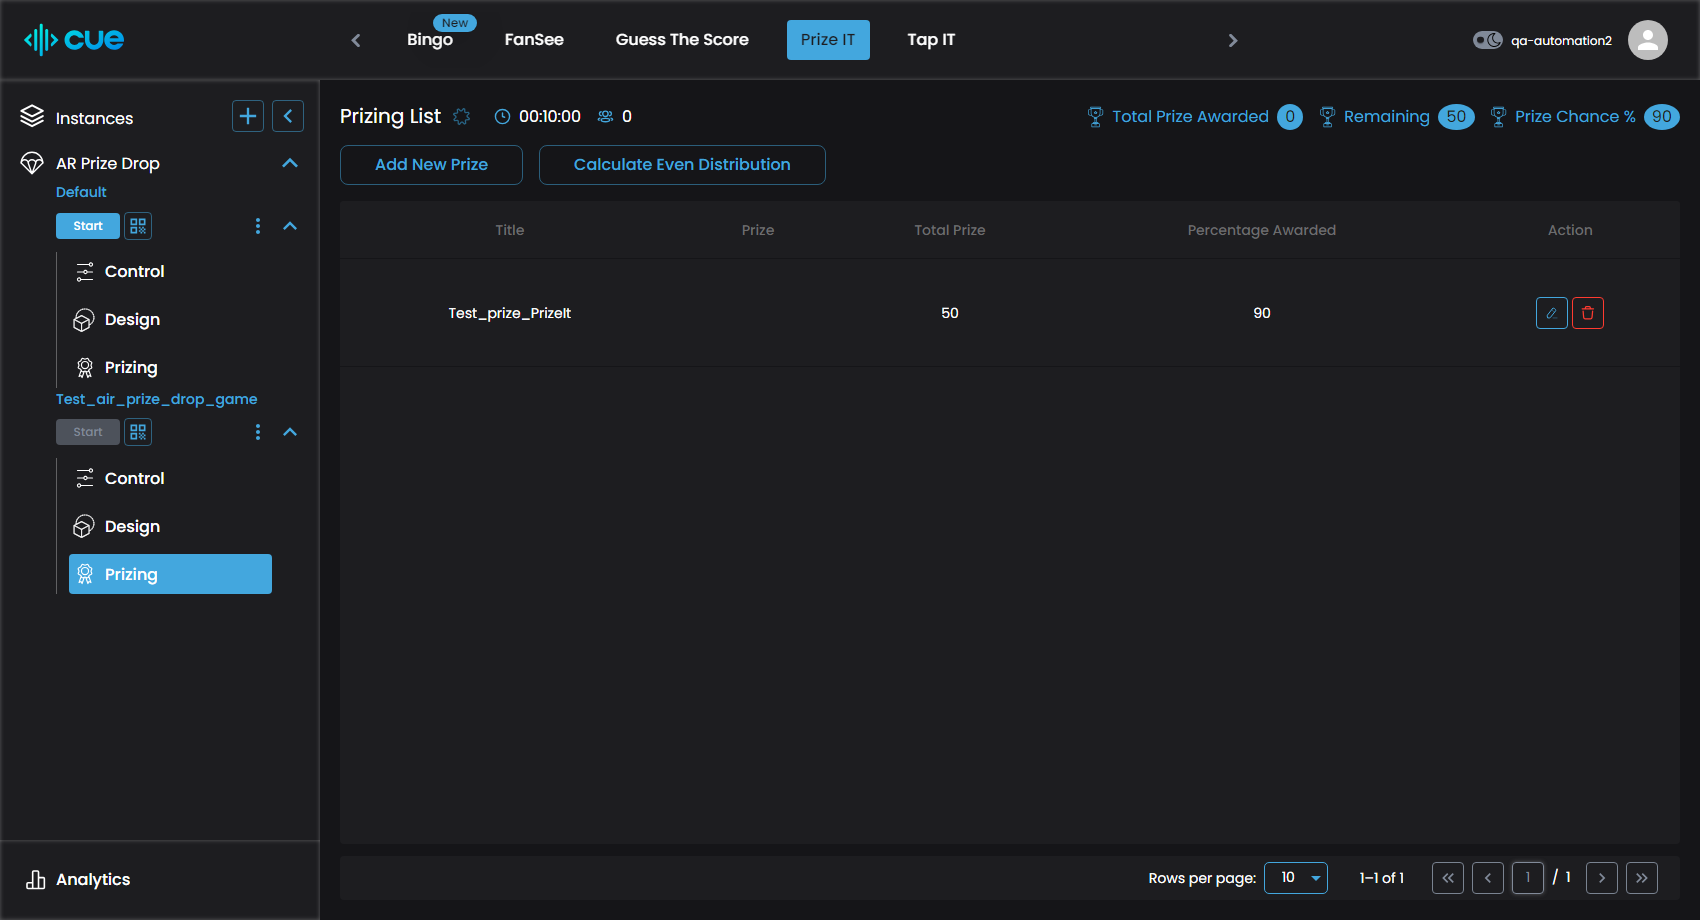 cue
New
Bingo
FanSee
Guess The Score
Prize IT
Tap IT
qa-automation2
Instances
AR Prize Drop
Default
Start
Control
Design
Prizing
Test_air_prize_drop_game
Start
Control
Design
Prizing
Analytics
Prizing List
00:10:00
0
Total Prize Awarded 0
Remaining 50
Prize Chance % 90
Add New Prize
Calculate Even Distribution
Title Prize Total Prize Percentage Awarded Action
Test_prize_PrizeIt 50 90
Rows per page: 10
1–1 of 1
1 / 1